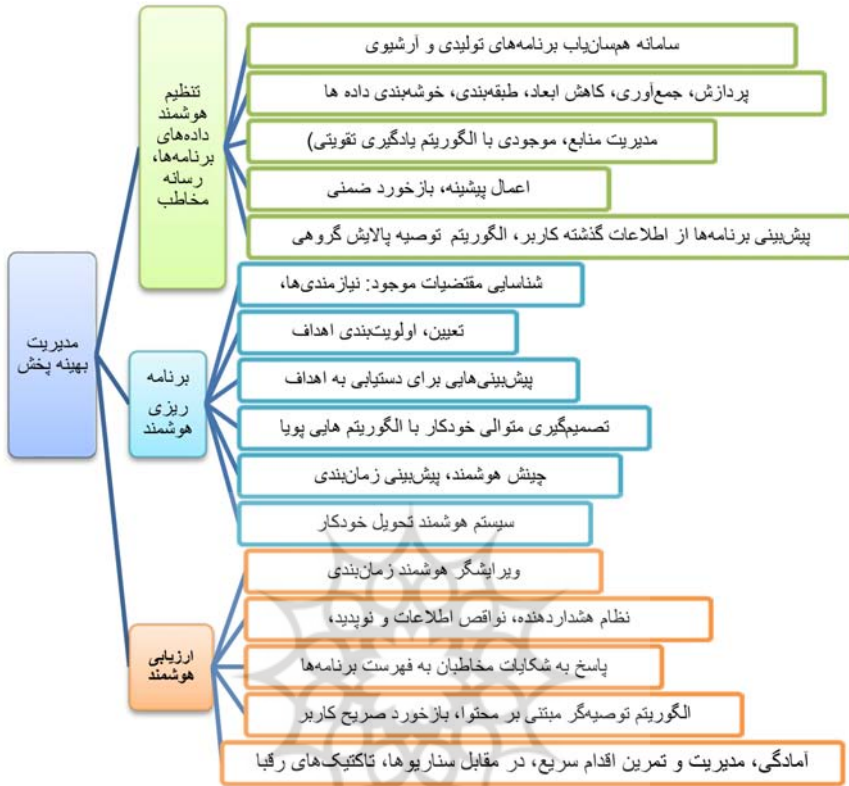 مدیریت
بهینه پخش
تنظیم
هوشمند
داده‌های
برنامه‌ها،
رسانه
مخاطب
سامانه هم‌سان‌یاب برنامه‌های تولیدی و آرشیوی
پردازش، جمع‌آوری، کاهش ابعاد، طبقه‌بندی، خوشه‌بندی داده ها
مدیریت منابع، موجودی با الگوریتم یادگیری تقویتی)
اعمال پیشینه، بازخورد ضمنی
پیش‌بینی برنامه‌ها از اطلاعات گذشته کاربر، الگوریتم توصیه پالایش گروهی
برنامه
ریزی
هوشمند
شناسایی مقتضیات موجود: نیازمندی‌ها،
تعیین، اولویت‌بندی اهداف
پیش‌بینی‌هایی برای دستیابی به اهداف
تصمیم‌گیری متوالی خودکار با الگوریتم هایی پویا
چینش هوشمند، پیش‌بینی زمان‌بندی
سیستم هوشمند تحویل خودکار
ارزیابی
هوشمند
ویرایشگر هوشمند زمان‌بندی
نظام هشداردهنده، نواقص اطلاعات و نوپدید،
پاسخ به شکایات مخاطبان به فهرست برنامه‌ها
الگوریتم توصیه‌گر مبتنی بر محتوا، بازخورد صریح کاربر
آمادگی، مدیریت و تمرین اقدام سریع، در مقابل سناریوها، تاکتیک‌های رقبا